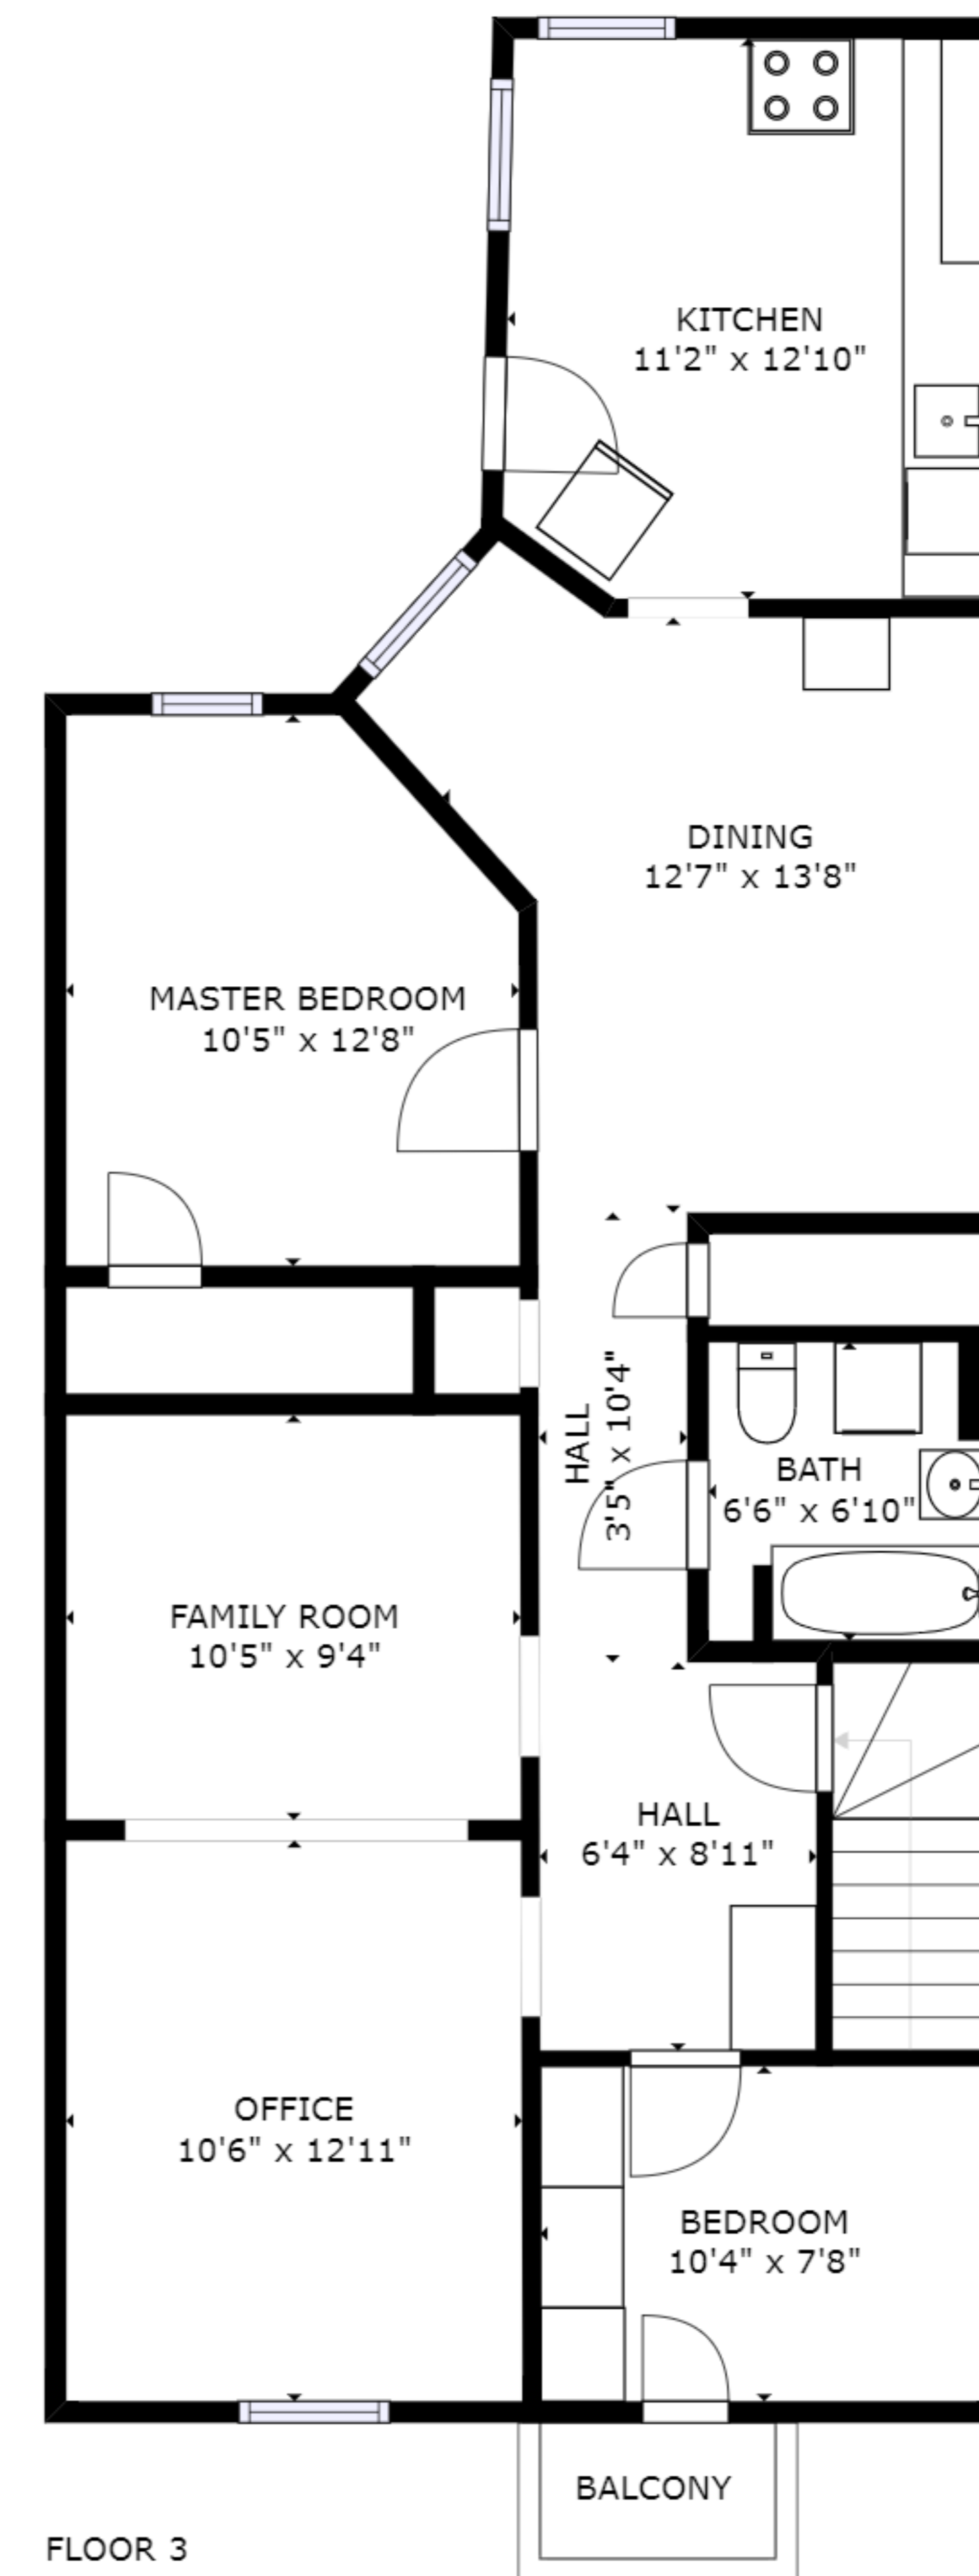 KITCHEN
11'2" x 12'10"
DINING
12'7" x 13'8"
MASTER BEDROOM
10'5" x 12'8"
HALL
3'5" x 10'4"
BATH
6'6" x 6'10"
FAMILY ROOM
10'5" x 9'4"
HALL
6'4" x 8'11"
OFFICE
10'6" x 12'11"
BEDROOM
10'4" x 7'8"
BALCONY
FLOOR 3